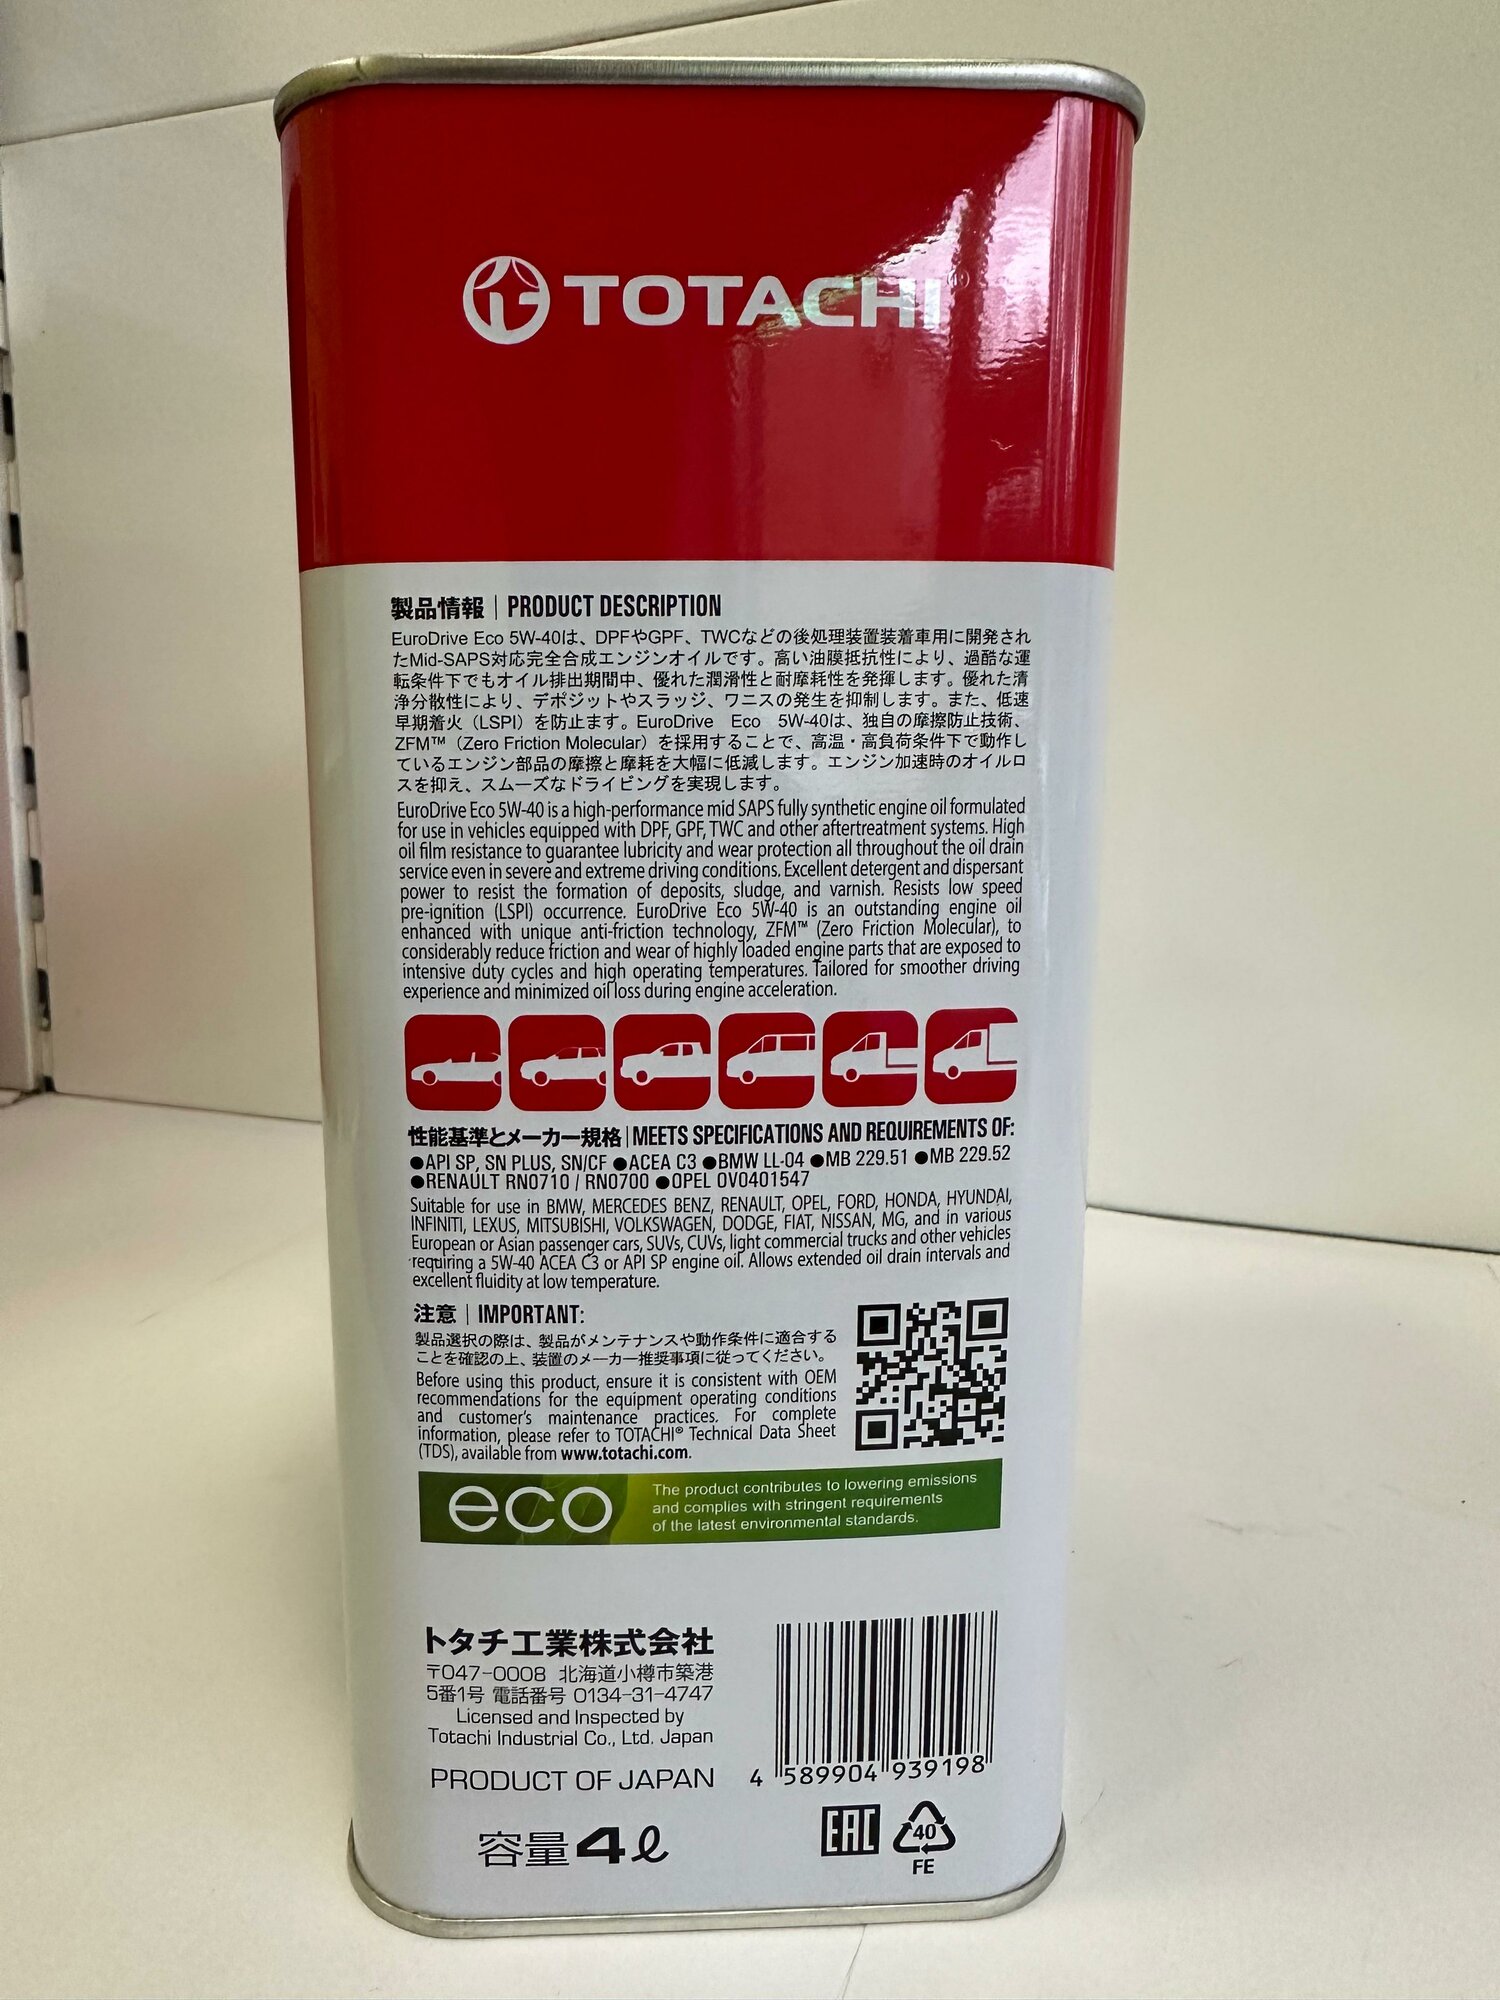 TOTACHI
製品情報 | PRODUCT DESCRIPTION
EuroDrive Eco 5W-40は、DPFやGPF、TWCなどの後処理装置装着車用に開発され
たMid-SAPS対応完全合成エンジンオイルです。高い油膜抵抗性により、過酷な運
転条件下でもオイル排出期間中、優れた潤滑性と耐摩耗性を発揮します。優れた清
浄分散性により、デポジットやスラッジ、ワニスの発生を抑制します。また、低速
早期着火（LSPI）を防止ます。EuroDrive Eco 5W-40は、独自の摩擦防止技術、
ZFM™（Zero Friction Molecular）を採用することで、高温・高負荷条件下で動作し
ているエンジン部品の摩擦と摩耗を大幅に低減します。エンジン加速時のオイルロ
スを抑え、スムーズなドライビングを実現します。
EuroDrive Eco 5W-40 is a high-performance mid SAPS fully synthetic engine oil formulated
for use in vehicles equipped with DPF, GPF, TWC and other aftertreatment systems. High
oil film resistance to guarantee lubricity and wear protection all throughout the oil drain
service even in severe and extreme driving conditions. Excellent detergent and dispersant
power to resist the formation of deposits, sludge, and varnish. Resists low speed
pre-ignition (LSPI) occurrence. EuroDrive Eco 5W-40 is an outstanding engine oil
enhanced with unique anti-friction technology, ZFM™ (Zero Friction Molecular), to
considerably reduce friction and wear of highly loaded engine parts that are exposed to
intensive duty cycles and high operating temperatures. Tailored for smoother driving
experience and minimized oil loss during engine acceleration.
性能基準とメーカー規格 | MEETS SPECIFICATIONS AND REQUIREMENTS OF:
●API SP, SN PLUS, SN/CF ●ACEA C3 ●BMW LL-04 ●MB 229.51 ●MB 229.52
●RENAULT RN0710 / RN0700 ●OPEL OV0401547
Suitable for use in BMW, MERCEDES BENZ, RENAULT, OPEL, FORD, HONDA, HYUNDAI,
INFINITI, LEXUS, MITSUBISHI, VOLKSWAGEN, DODGE, FIAT, NISSAN, MG, and in various
European or Asian passenger cars, SUVs, CUVs, light commercial trucks and other vehicles
requiring a 5W-40 ACEA C3 or API SP engine oil. Allows extended oil drain intervals and
excellent fluidity at low temperature.
注意 | IMPORTANT:
製品選択の際は、製品がメンテナンスや動作条件に適合する
ことを確認の上、装置のメーカー推奨事項に従ってください。
Before using this product, ensure it is consistent with OEM
recommendations for the equipment operating conditions
and customer's maintenance practices. For complete
information, please refer to TOTACHI® Technical Data Sheet
(TDS), available from www.totachi.com.
eco
The product contributes to lowering emissions
and complies with stringent requirements
of the latest environmental standards.
トタチ工業株式会社
〒047-0008 北海道小樽市築港
5番1号 電話番号 0134-31-4747
Licensed and Inspected by
Totachi Industrial Co., Ltd. Japan
PRODUCT OF JAPAN
容量 4ℓ
4 589904 939198
EAC
40
FE